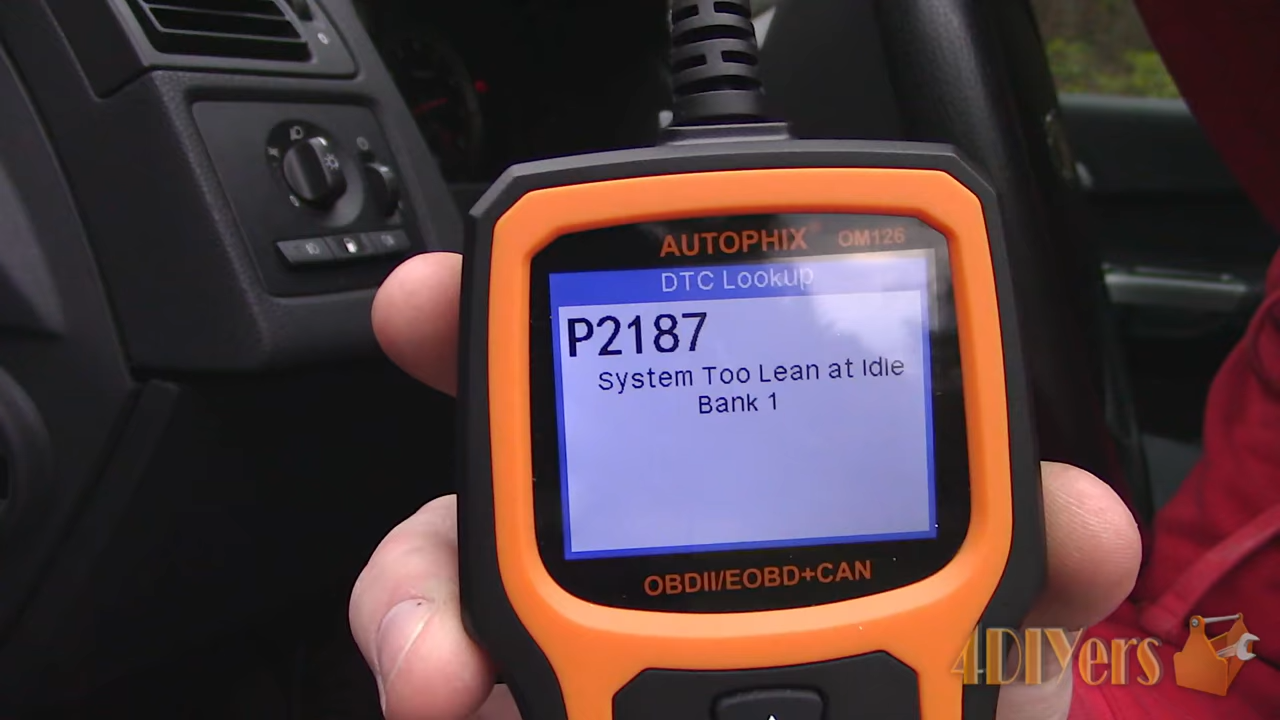 AUTOPHIX® OM126
DTC Lookup
P2187
System Too Lean at Idle
Bank 1
OBDII/EOBD+CAN
4DIYers